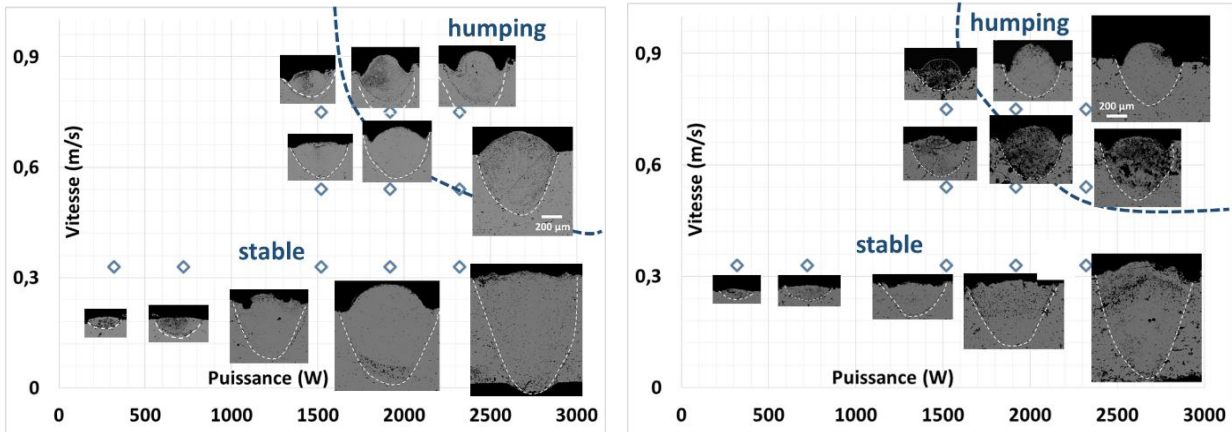 humping
0,9
Vitesse (m/s)
0,6
200 µm
stable
0,3
0
Puissance (W)
0 500 1000 1500 2000 2500 3000
humping
0,9
200 µm
Vitesse (m/s)
0,6
stable
0,3
0
Puissance (W)
0 500 1000 1500 2000 2500 3000